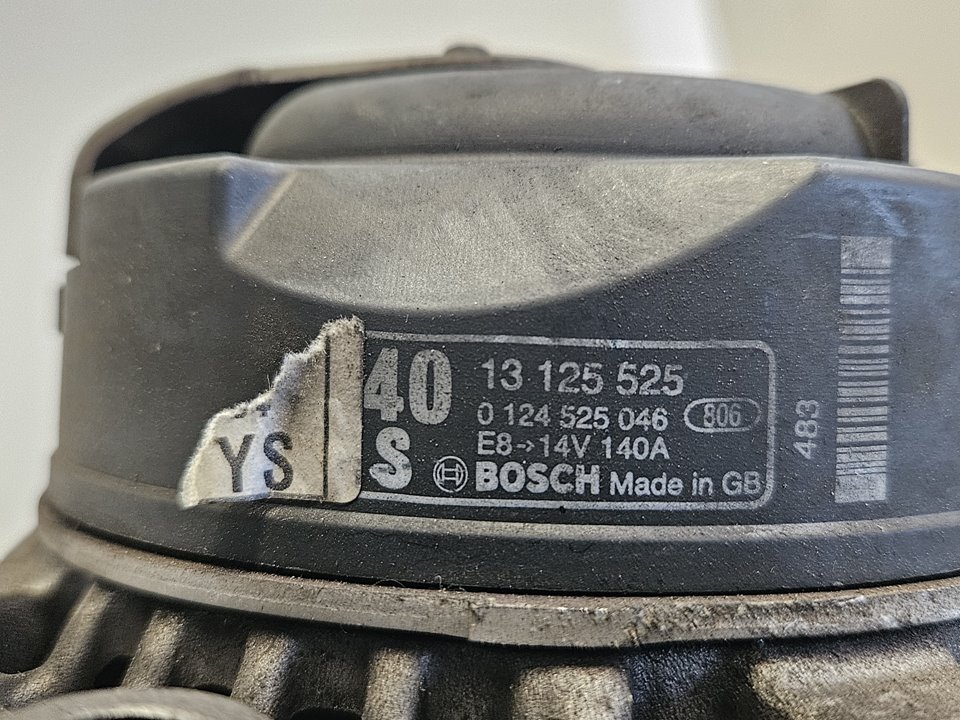 YS
40
S
13 125 525
0 124 525 046 806
E8→14V 140A
BOSCH Made in GB
483